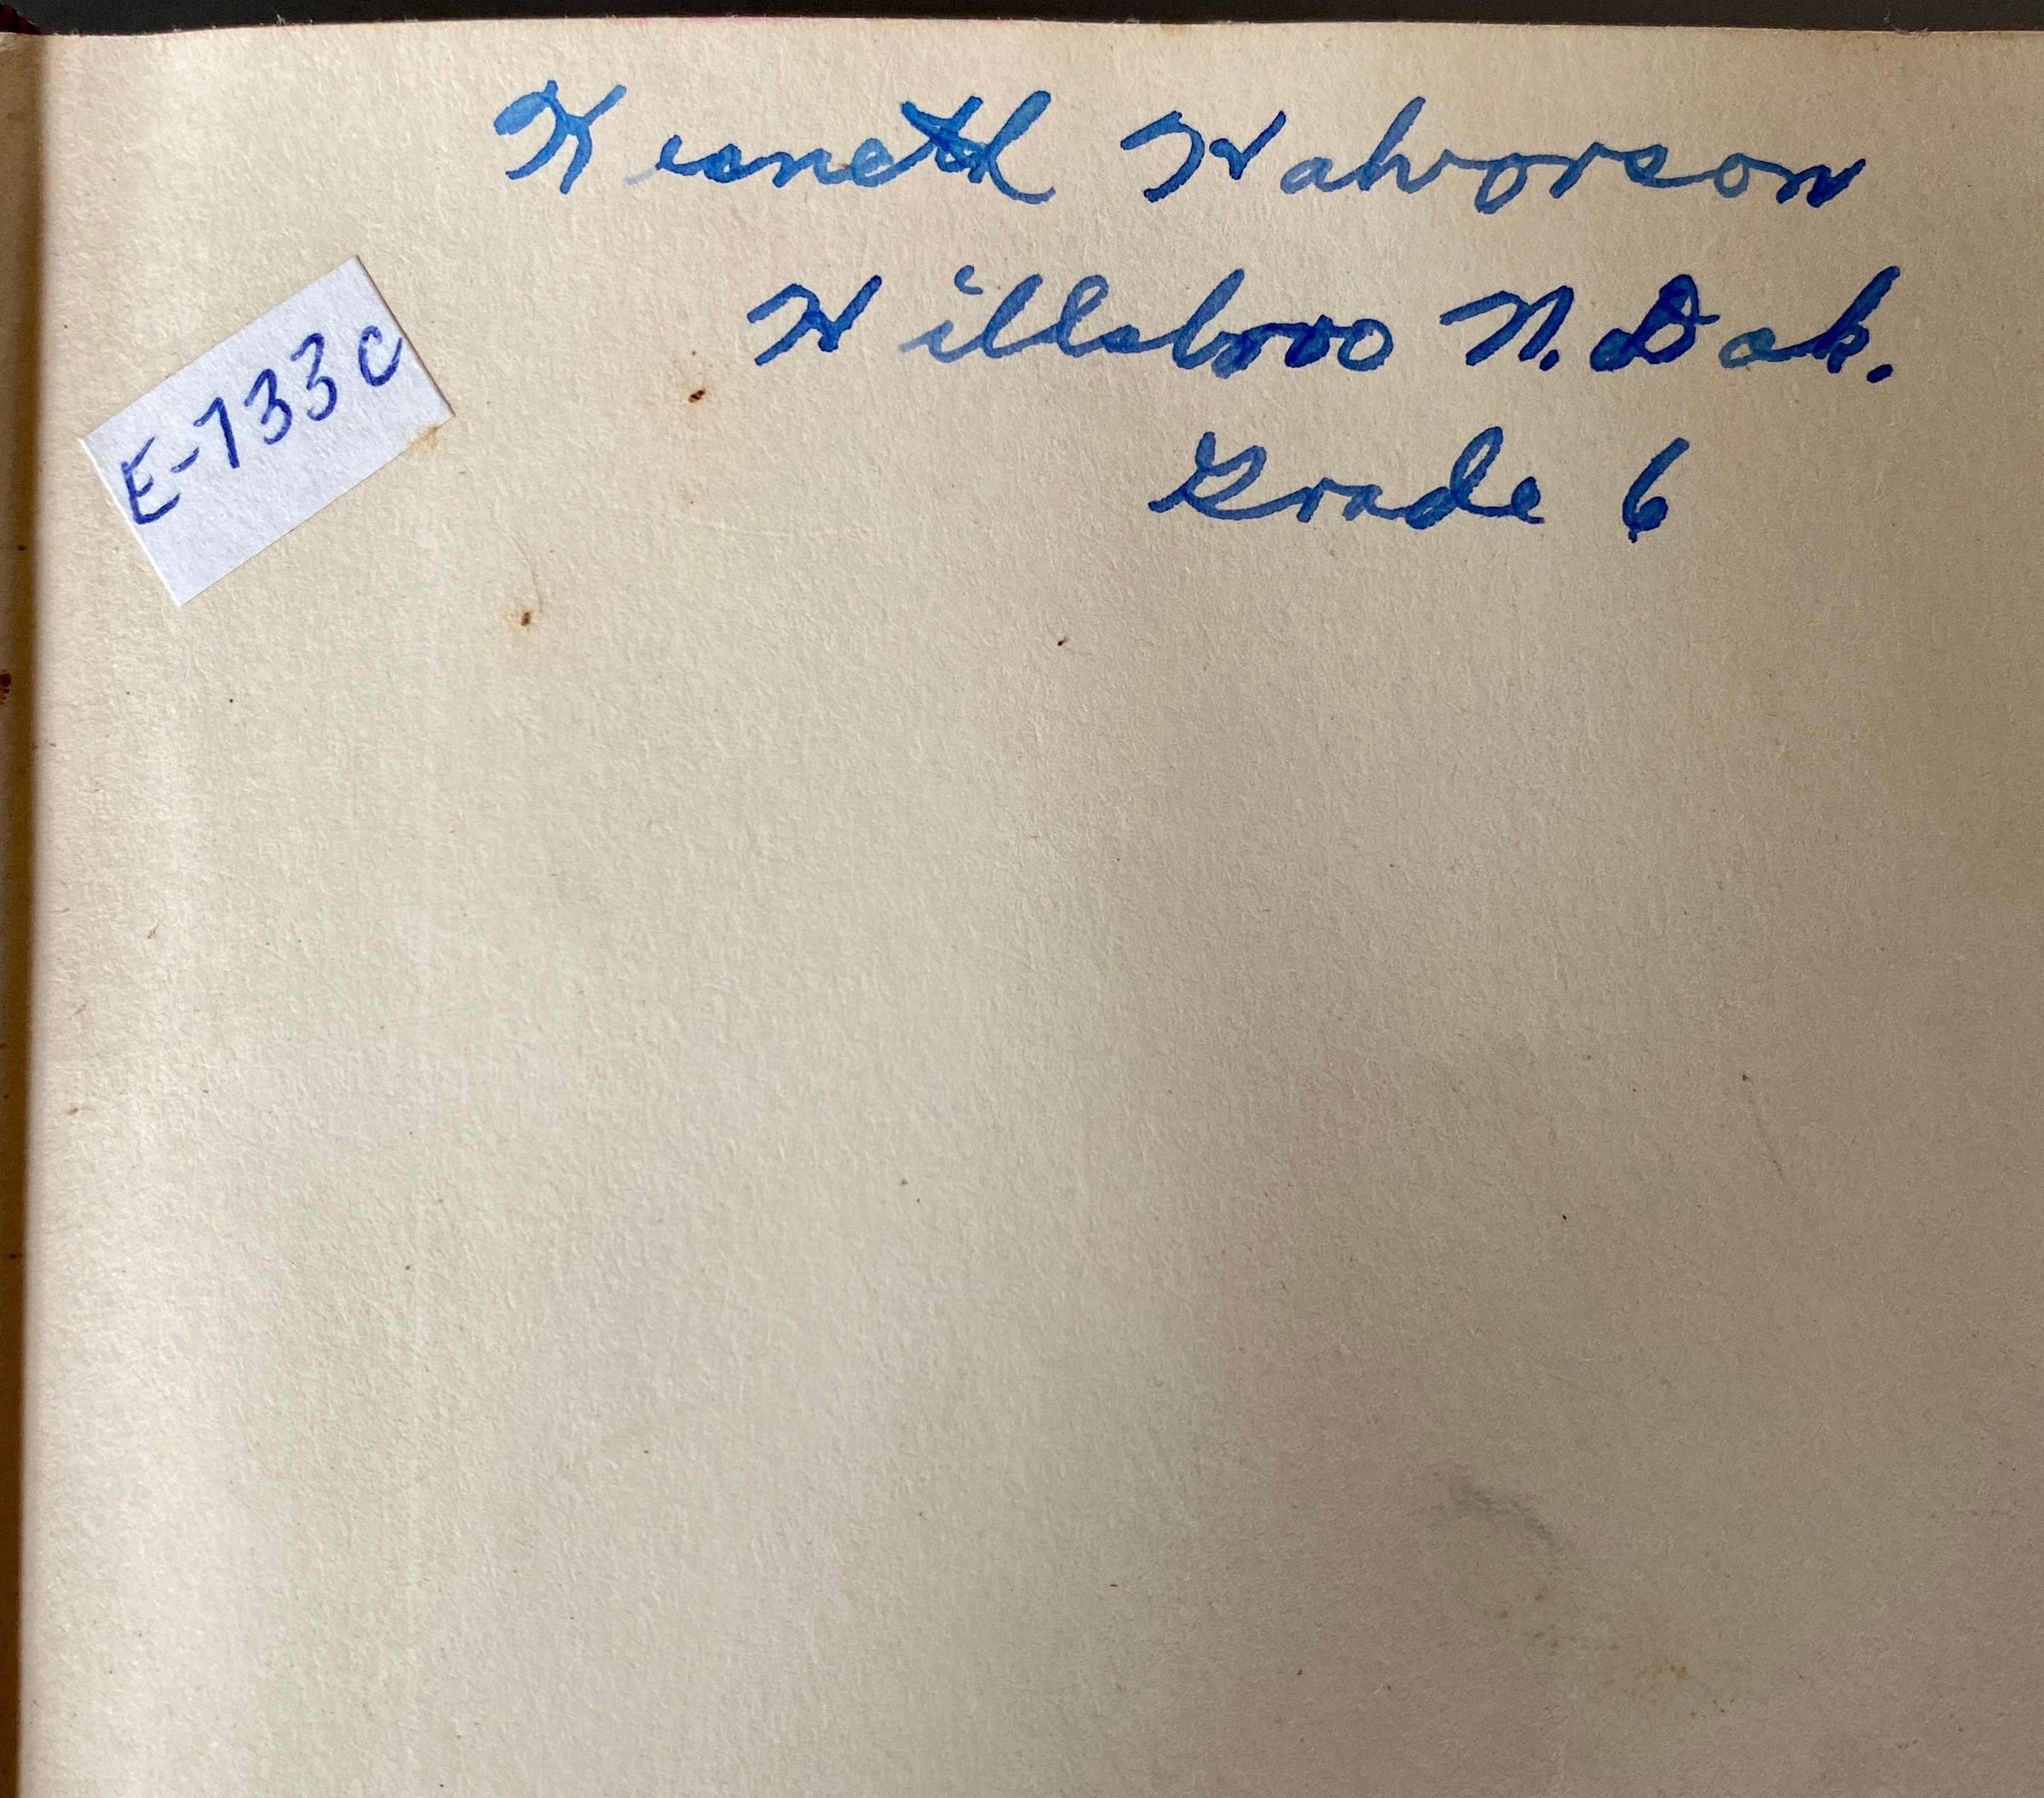 Kenneth Halvorson
Hillsboro N. Dak.
Grade 6
E-733C